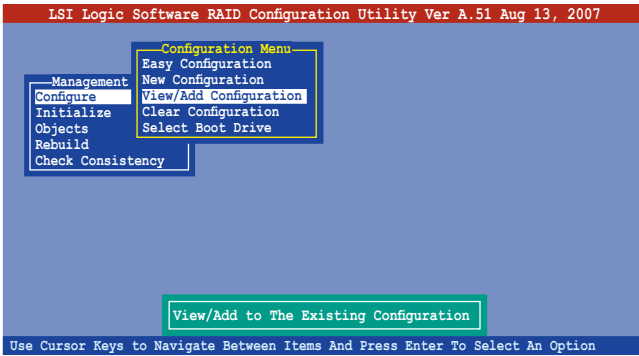 LSI Logic Software RAID Configuration Utility Ver A.51 Aug 13, 2007
Configuration Menu
Easy Configuration
New Configuration
View/Add Configuration
Clear Configuration
Select Boot Drive
Management
Configure
Initialize
Objects
Rebuild
Check Consistency
View/Add to The Existing Configuration
Use Cursor Keys to Navigate Between Items And Press Enter To Select An Option